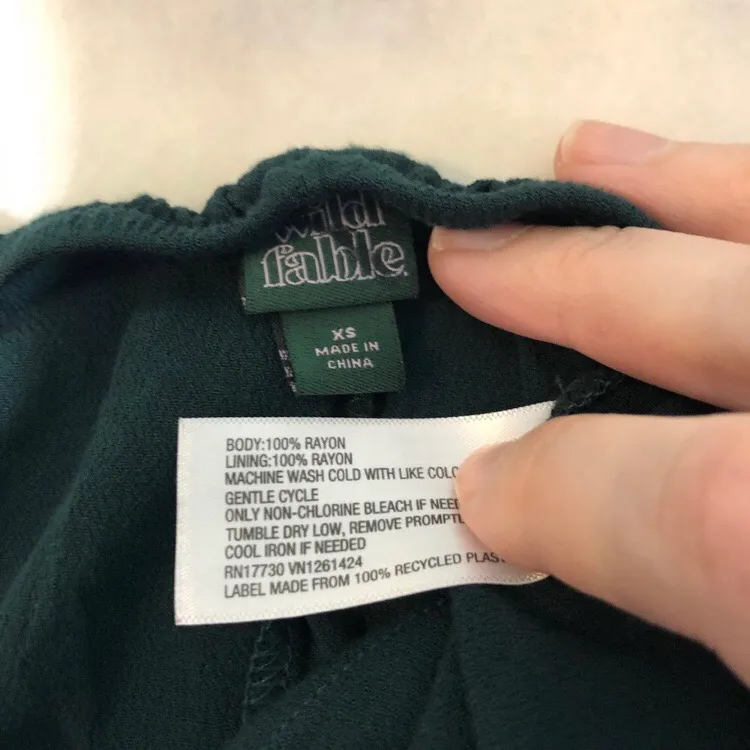 wild
fable.
XS
MADE IN
CHINA
BODY:100% RAYON
LINING:100% RAYON
MACHINE WASH COLD WITH LIKE
GENTLE CYCLE
ONLY NON-CHLORINE BLEACH IF
TUMBLE DRY LOW, REMOVE
COOL IRON IF NEEDED
RN17730 VN1261424
LABEL MADE FROM 100% RECYCLED